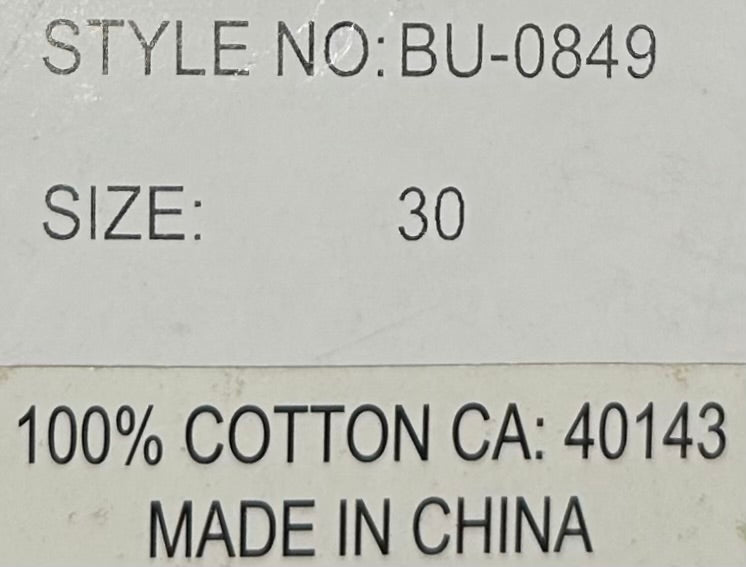 STYLE NO: BU-0849
SIZE: 30
100% COTTON CA: 40143
MADE IN CHINA